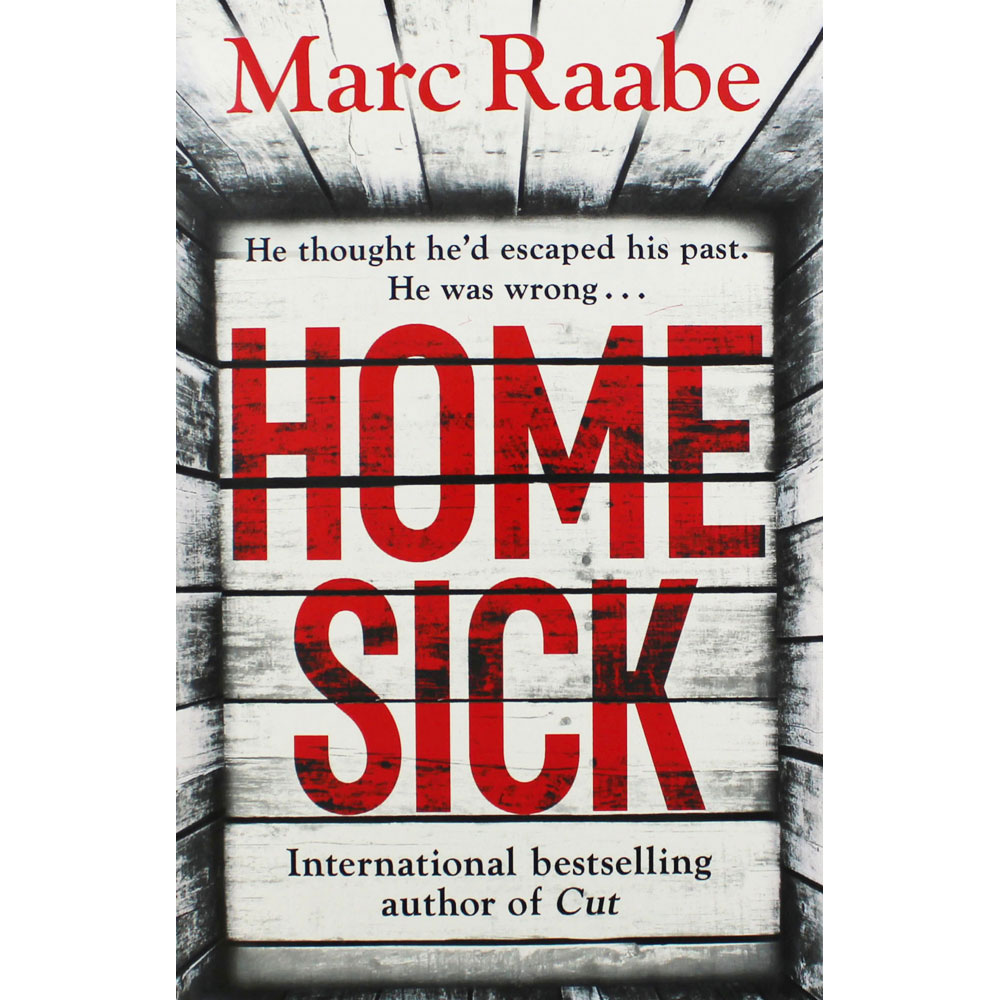 Marc Raabe
He thought he’d escaped his past.
He was wrong...
HOME
SICK
International bestselling
author of Cut